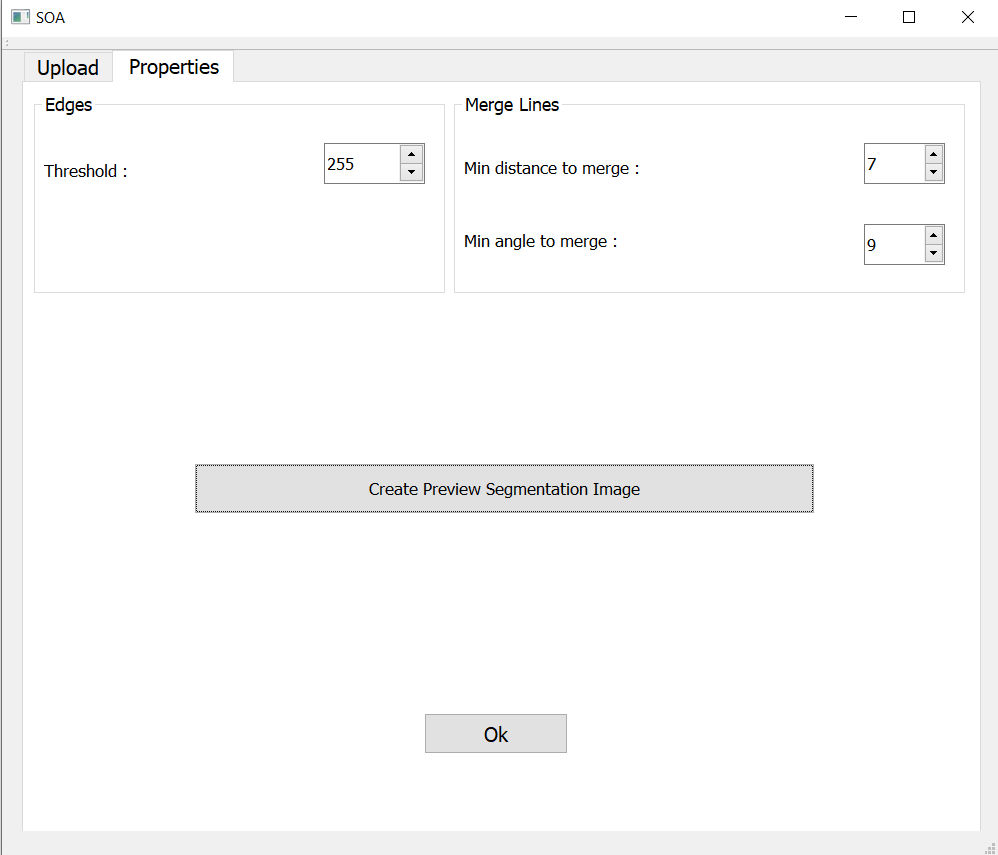 SOA
Upload Properties
Edges
Threshold :
255
Merge Lines
Min distance to merge :
7
Min angle to merge :
9
Create Preview Segmentation Image
Ok